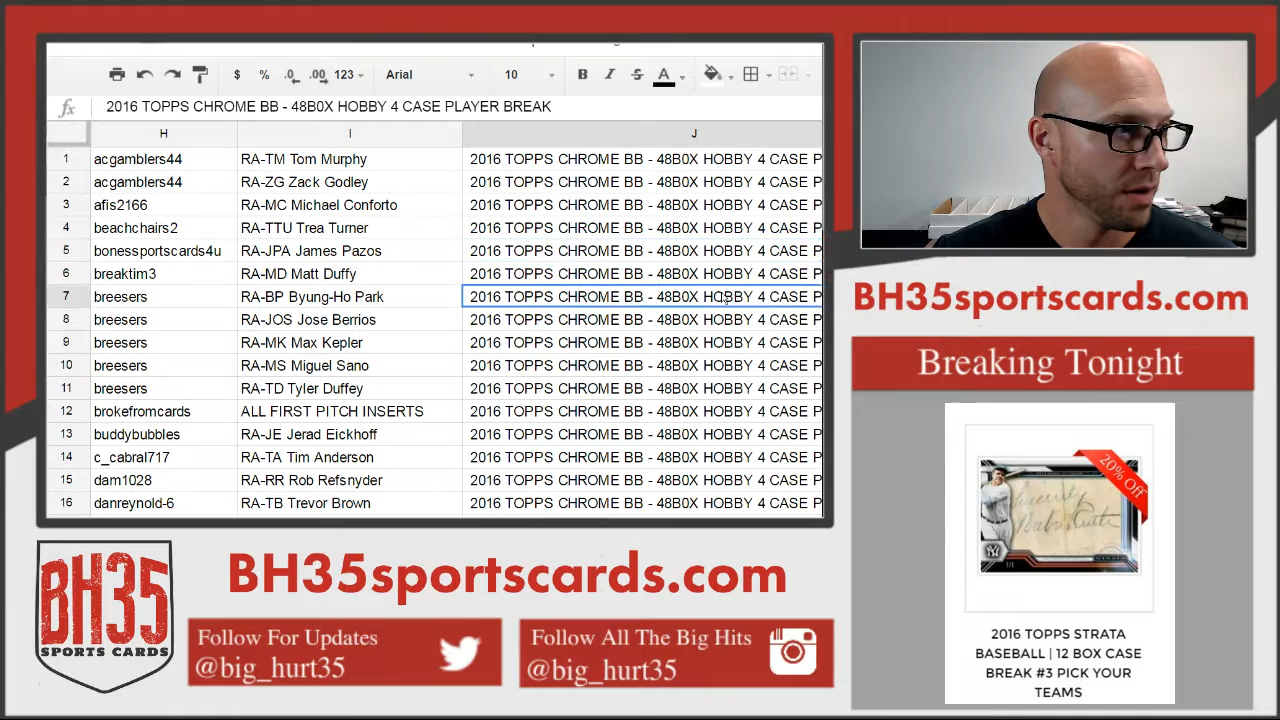 $ % .0 .00 123 Arial 10 B I S A
fx 2016 TOPPS CHROME BB - 48B0X HOBBY 4 CASE PLAYER BREAK
H I J
1 acgamblers44 RA-TM Tom Murphy 2016 TOPPS CHROME BB - 48B0X HOBBY 4 CASE P
2 acgamblers44 RA-ZG Zack Godley 2016 TOPPS CHROME BB - 48B0X HOBBY 4 CASE P
3 afis2166 RA-MC Michael Conforto 2016 TOPPS CHROME BB - 48B0X HOBBY 4 CASE P
4 beachchairs2 RA-TTU Trea Turner 2016 TOPPS CHROME BB - 48B0X HOBBY 4 CASE P
5 bonessportscards4u RA-JPA James Pazos 2016 TOPPS CHROME BB - 48B0X HOBBY 4 CASE P
6 breaktim3 RA-MD Matt Duffy 2016 TOPPS CHROME BB - 48B0X HOBBY 4 CASE P
7 breesers RA-BP Byung-Ho Park 2016 TOPPS CHROME BB - 48B0X HOBBY 4 CASE P
8 breesers RA-JOS Jose Berrios 2016 TOPPS CHROME BB - 48B0X HOBBY 4 CASE P
9 breesers RA-MK Max Kepler 2016 TOPPS CHROME BB - 48B0X HOBBY 4 CASE P
10 breesers RA-MS Miguel Sano 2016 TOPPS CHROME BB - 48B0X HOBBY 4 CASE P
11 breesers RA-TD Tyler Duffey 2016 TOPPS CHROME BB - 48B0X HOBBY 4 CASE P
12 brokefromcards ALL FIRST PITCH INSERTS 2016 TOPPS CHROME BB - 48B0X HOBBY 4 CASE P
13 buddybubbles RA-JE Jerad Eickhoff 2016 TOPPS CHROME BB - 48B0X HOBBY 4 CASE P
14 c_cabral717 RA-TA Tim Anderson 2016 TOPPS CHROME BB - 48B0X HOBBY 4 CASE P
15 dam1028 RA-RR Rob Refsnyder 2016 TOPPS CHROME BB - 48B0X HOBBY 4 CASE P
16 danreynold-6 RA-TB Trevor Brown 2016 TOPPS CHROME BB - 48B0X HOBBY 4 CASE P
BH35sportscards.com
Breaking Tonight
20% Off
Babe Ruth
STRATA
1/1
2016 TOPPS STRATA
BASEBALL | 12 BOX CASE
BREAK #3 PICK YOUR
TEAMS
BH35
SPORTS CARDS
BH35sportscards.com
Follow For Updates
@big_hurt35
Follow All The Big Hits
@big_hurt35